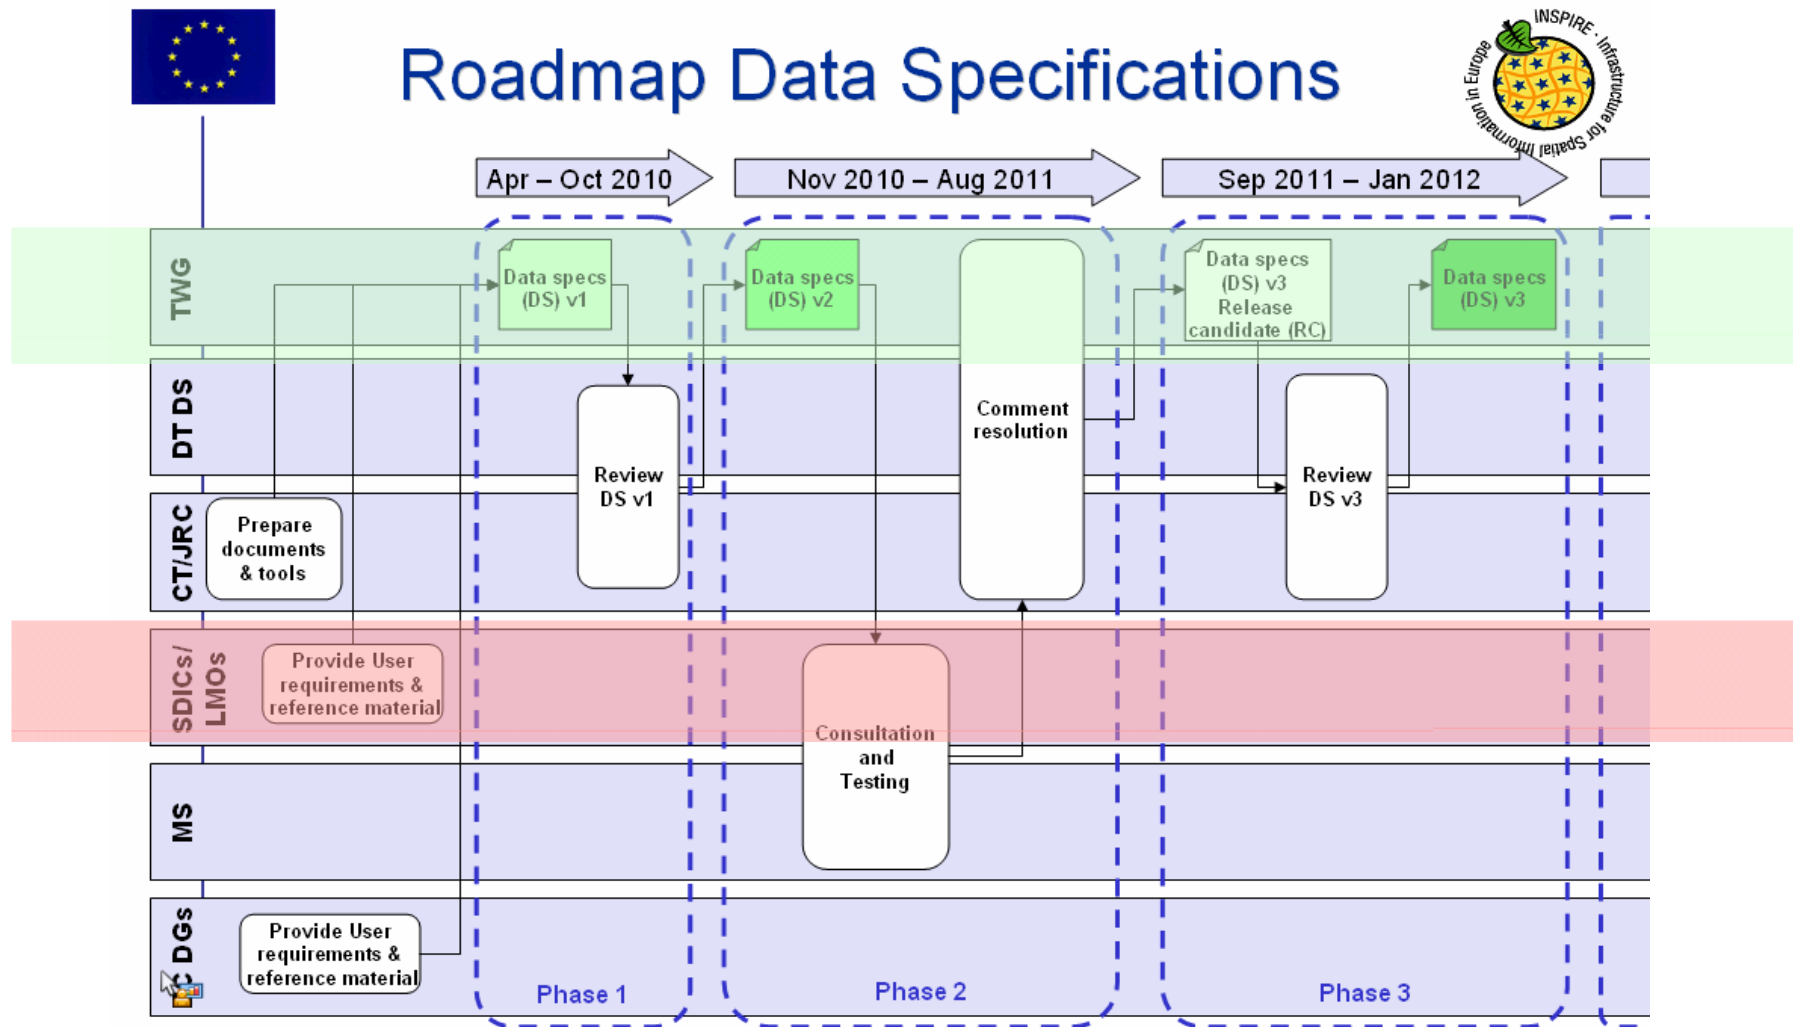 Roadmap Data Specifications
INSPIRE - Infrastructure for Spatial Information in Europe
Apr – Oct 2010
Nov 2010 – Aug 2011
Sep 2011 – Jan 2012
TWG
Data specs
(DS) v1
Data specs
(DS) v2
Data specs
(DS) v3
Release
candidate (RC)
Data specs
(DS) v3
DT DS
Review
DS v1
Comment
resolution
Review
DS v3
CT/JRC
Prepare
documents
& tools
SDICs/
LMOs
Provide User
requirements &
reference material
Consultation
and
Testing
MS
C DGs
Provide User
requirements &
reference material
Phase 1
Phase 2
Phase 3